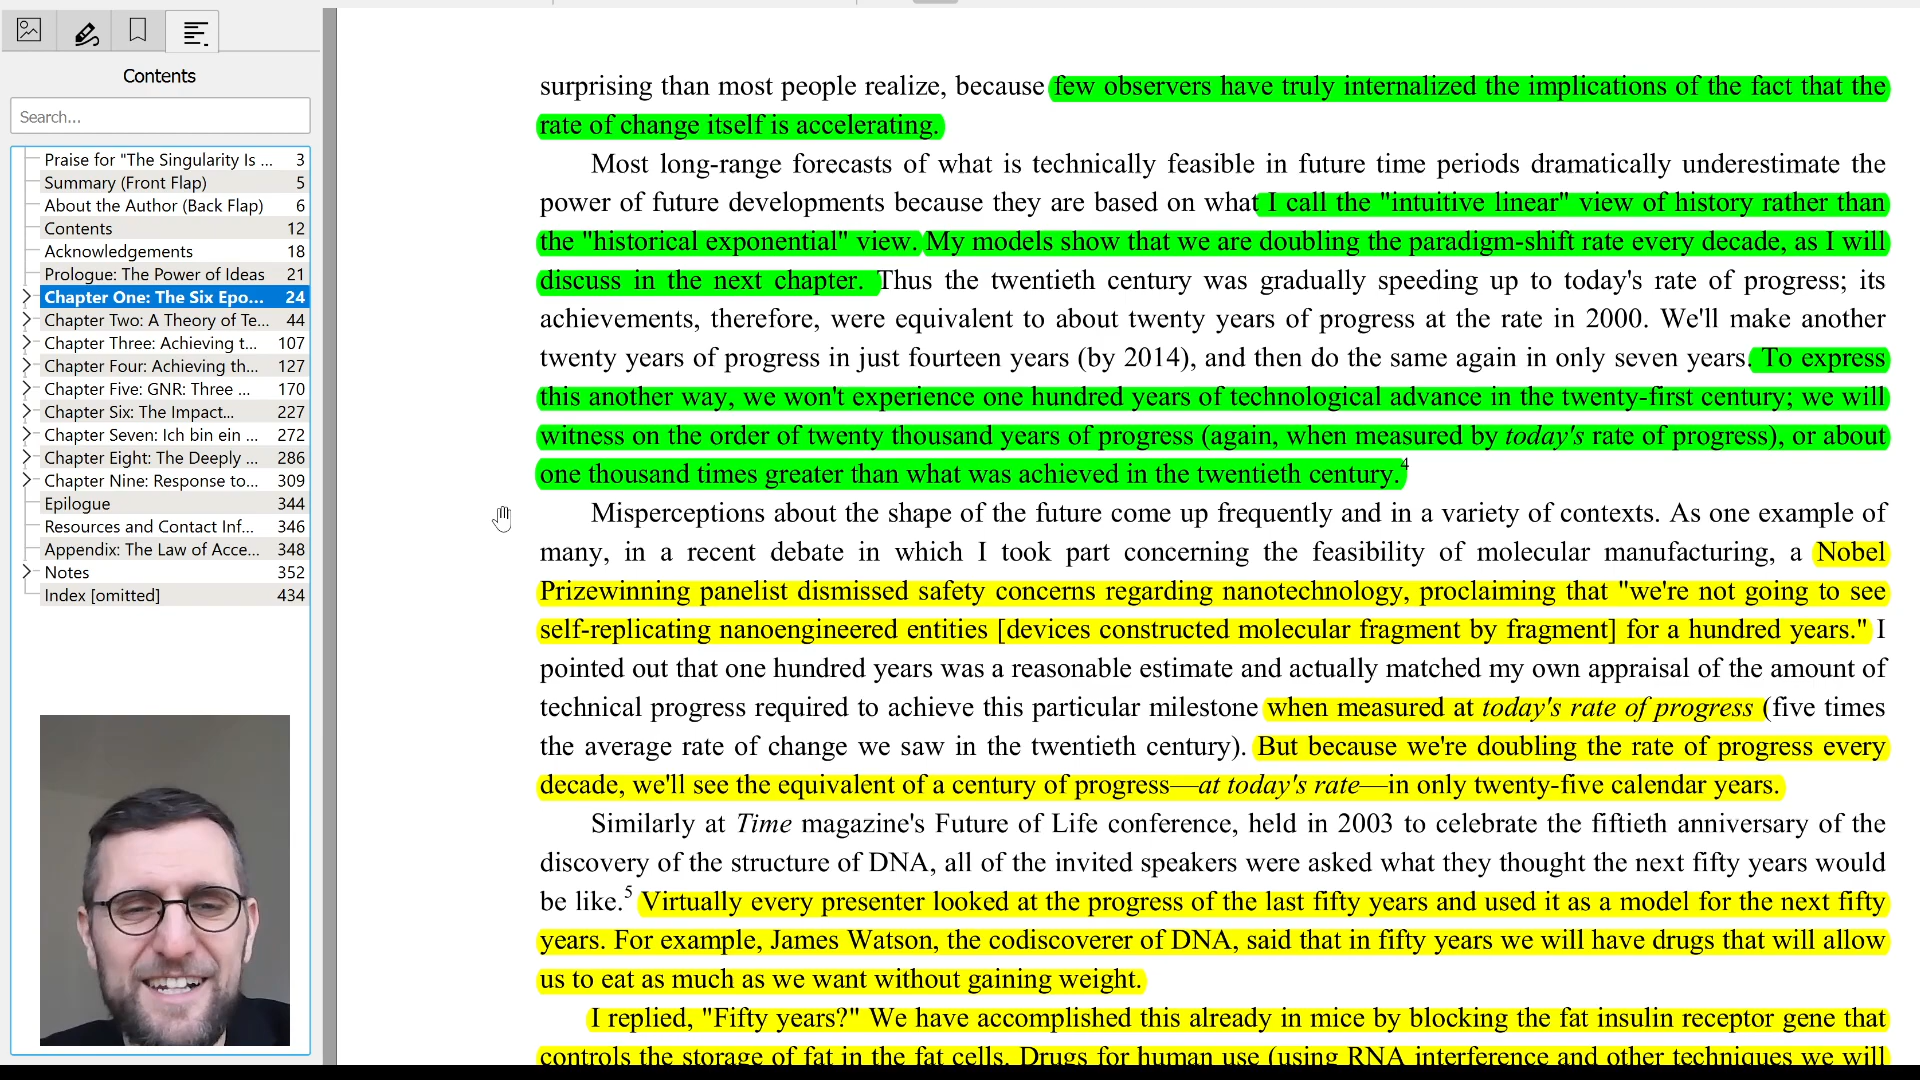 Contents
Search...
Praise for "The Singularity Is ... 3
Summary (Front Flap) 5
About the Author (Back Flap) 6
Contents 12
Acknowledgements 18
Prologue: The Power of Ideas 21
Chapter One: The Six Epo... 24
Chapter Two: A Theory of Te... 44
Chapter Three: Achieving t... 107
Chapter Four: Achieving th... 127
Chapter Five: GNR: Three ... 170
Chapter Six: The Impact... 227
Chapter Seven: Ich bin ein ... 272
Chapter Eight: The Deeply ... 286
Chapter Nine: Response to... 309
Epilogue 344
Resources and Contact Inf... 346
Appendix: The Law of Acce... 348
Notes 352
Index [omitted] 434
surprising than most people realize, because few observers have truly internalized the implications of the fact that the
rate of change itself is accelerating.
Most long-range forecasts of what is technically feasible in future time periods dramatically underestimate the
power of future developments because they are based on what I call the "intuitive linear" view of history rather than
the "historical exponential" view. My models show that we are doubling the paradigm-shift rate every decade, as I will
discuss in the next chapter. Thus the twentieth century was gradually speeding up to today's rate of progress; its
achievements, therefore, were equivalent to about twenty years of progress at the rate in 2000. We'll make another
twenty years of progress in just fourteen years (by 2014), and then do the same again in only seven years. To express
this another way, we won't experience one hundred years of technological advance in the twenty-first century; we will
witness on the order of twenty thousand years of progress (again, when measured by today's rate of progress), or about
one thousand times greater than what was achieved in the twentieth century.4
Misperceptions about the shape of the future come up frequently and in a variety of contexts. As one example of
many, in a recent debate in which I took part concerning the feasibility of molecular manufacturing, a Nobel
Prizewinning panelist dismissed safety concerns regarding nanotechnology, proclaiming that "we're not going to see
self-replicating nanoengineered entities [devices constructed molecular fragment by fragment] for a hundred years." I
pointed out that one hundred years was a reasonable estimate and actually matched my own appraisal of the amount of
technical progress required to achieve this particular milestone when measured at today's rate of progress (five times
the average rate of change we saw in the twentieth century). But because we're doubling the rate of progress every
decade, we'll see the equivalent of a century of progress—at today's rate—in only twenty-five calendar years.
Similarly at Time magazine's Future of Life conference, held in 2003 to celebrate the fiftieth anniversary of the
discovery of the structure of DNA, all of the invited speakers were asked what they thought the next fifty years would
be like.5 Virtually every presenter looked at the progress of the last fifty years and used it as a model for the next fifty
years. For example, James Watson, the codiscoverer of DNA, said that in fifty years we will have drugs that will allow
us to eat as much as we want without gaining weight.
I replied, "Fifty years?" We have accomplished this already in mice by blocking the fat insulin receptor gene that
controls the storage of fat in the fat cells. Drugs for human use (using RNA interference and other techniques we will